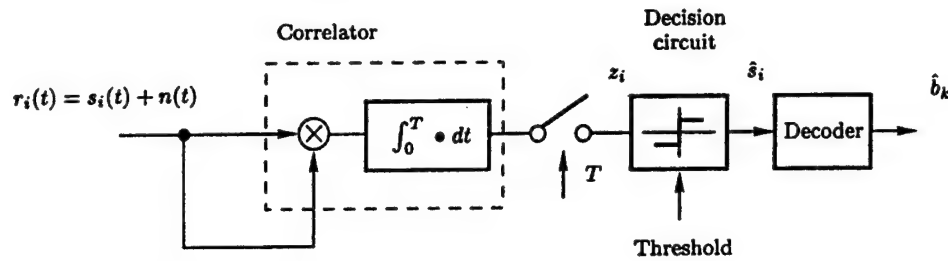 Correlator
Decision
circuit
r_i(t) = s_i(t) + n(t)
∫_0^T • dt
T
z_i
ŝ_i
Decoder
b̂_k
Threshold